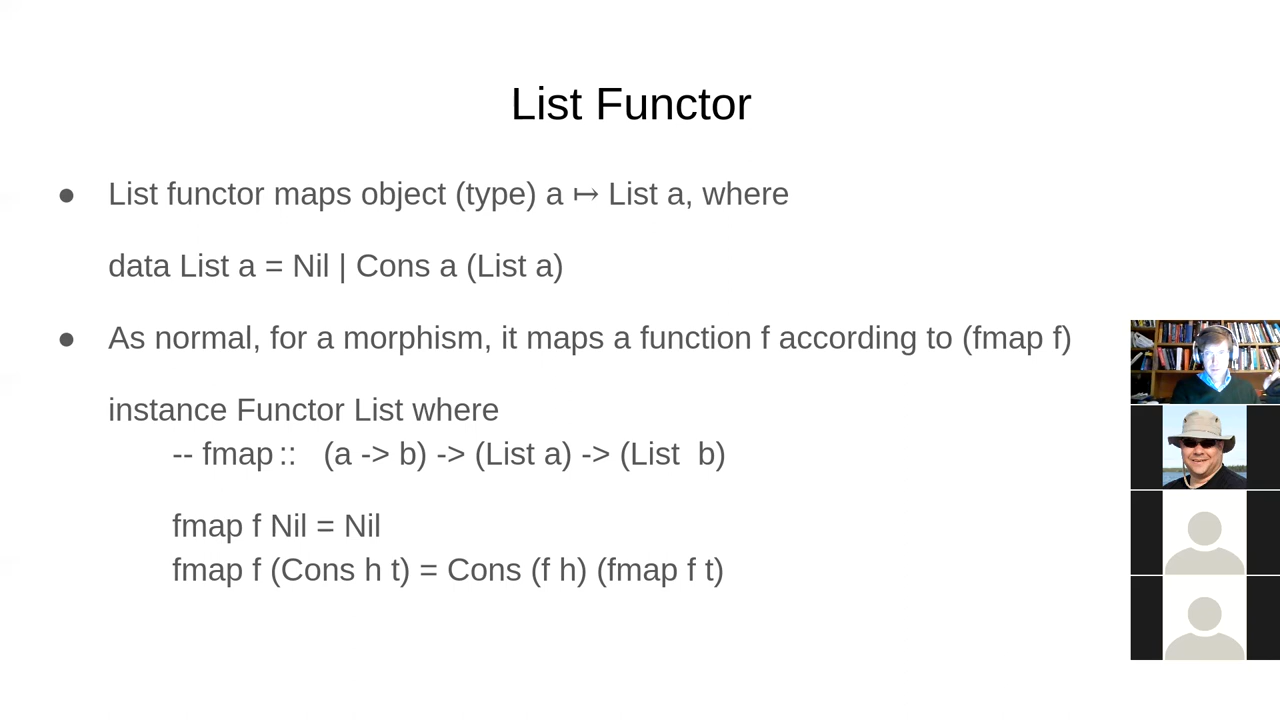 List Functor
● List functor maps object (type) a ↦ List a, where
data List a = Nil | Cons a (List a)
● As normal, for a morphism, it maps a function f according to (fmap f)
instance Functor List where
-- fmap :: (a -> b) -> (List a) -> (List b)
fmap f Nil = Nil
fmap f (Cons h t) = Cons (f h) (fmap f t)